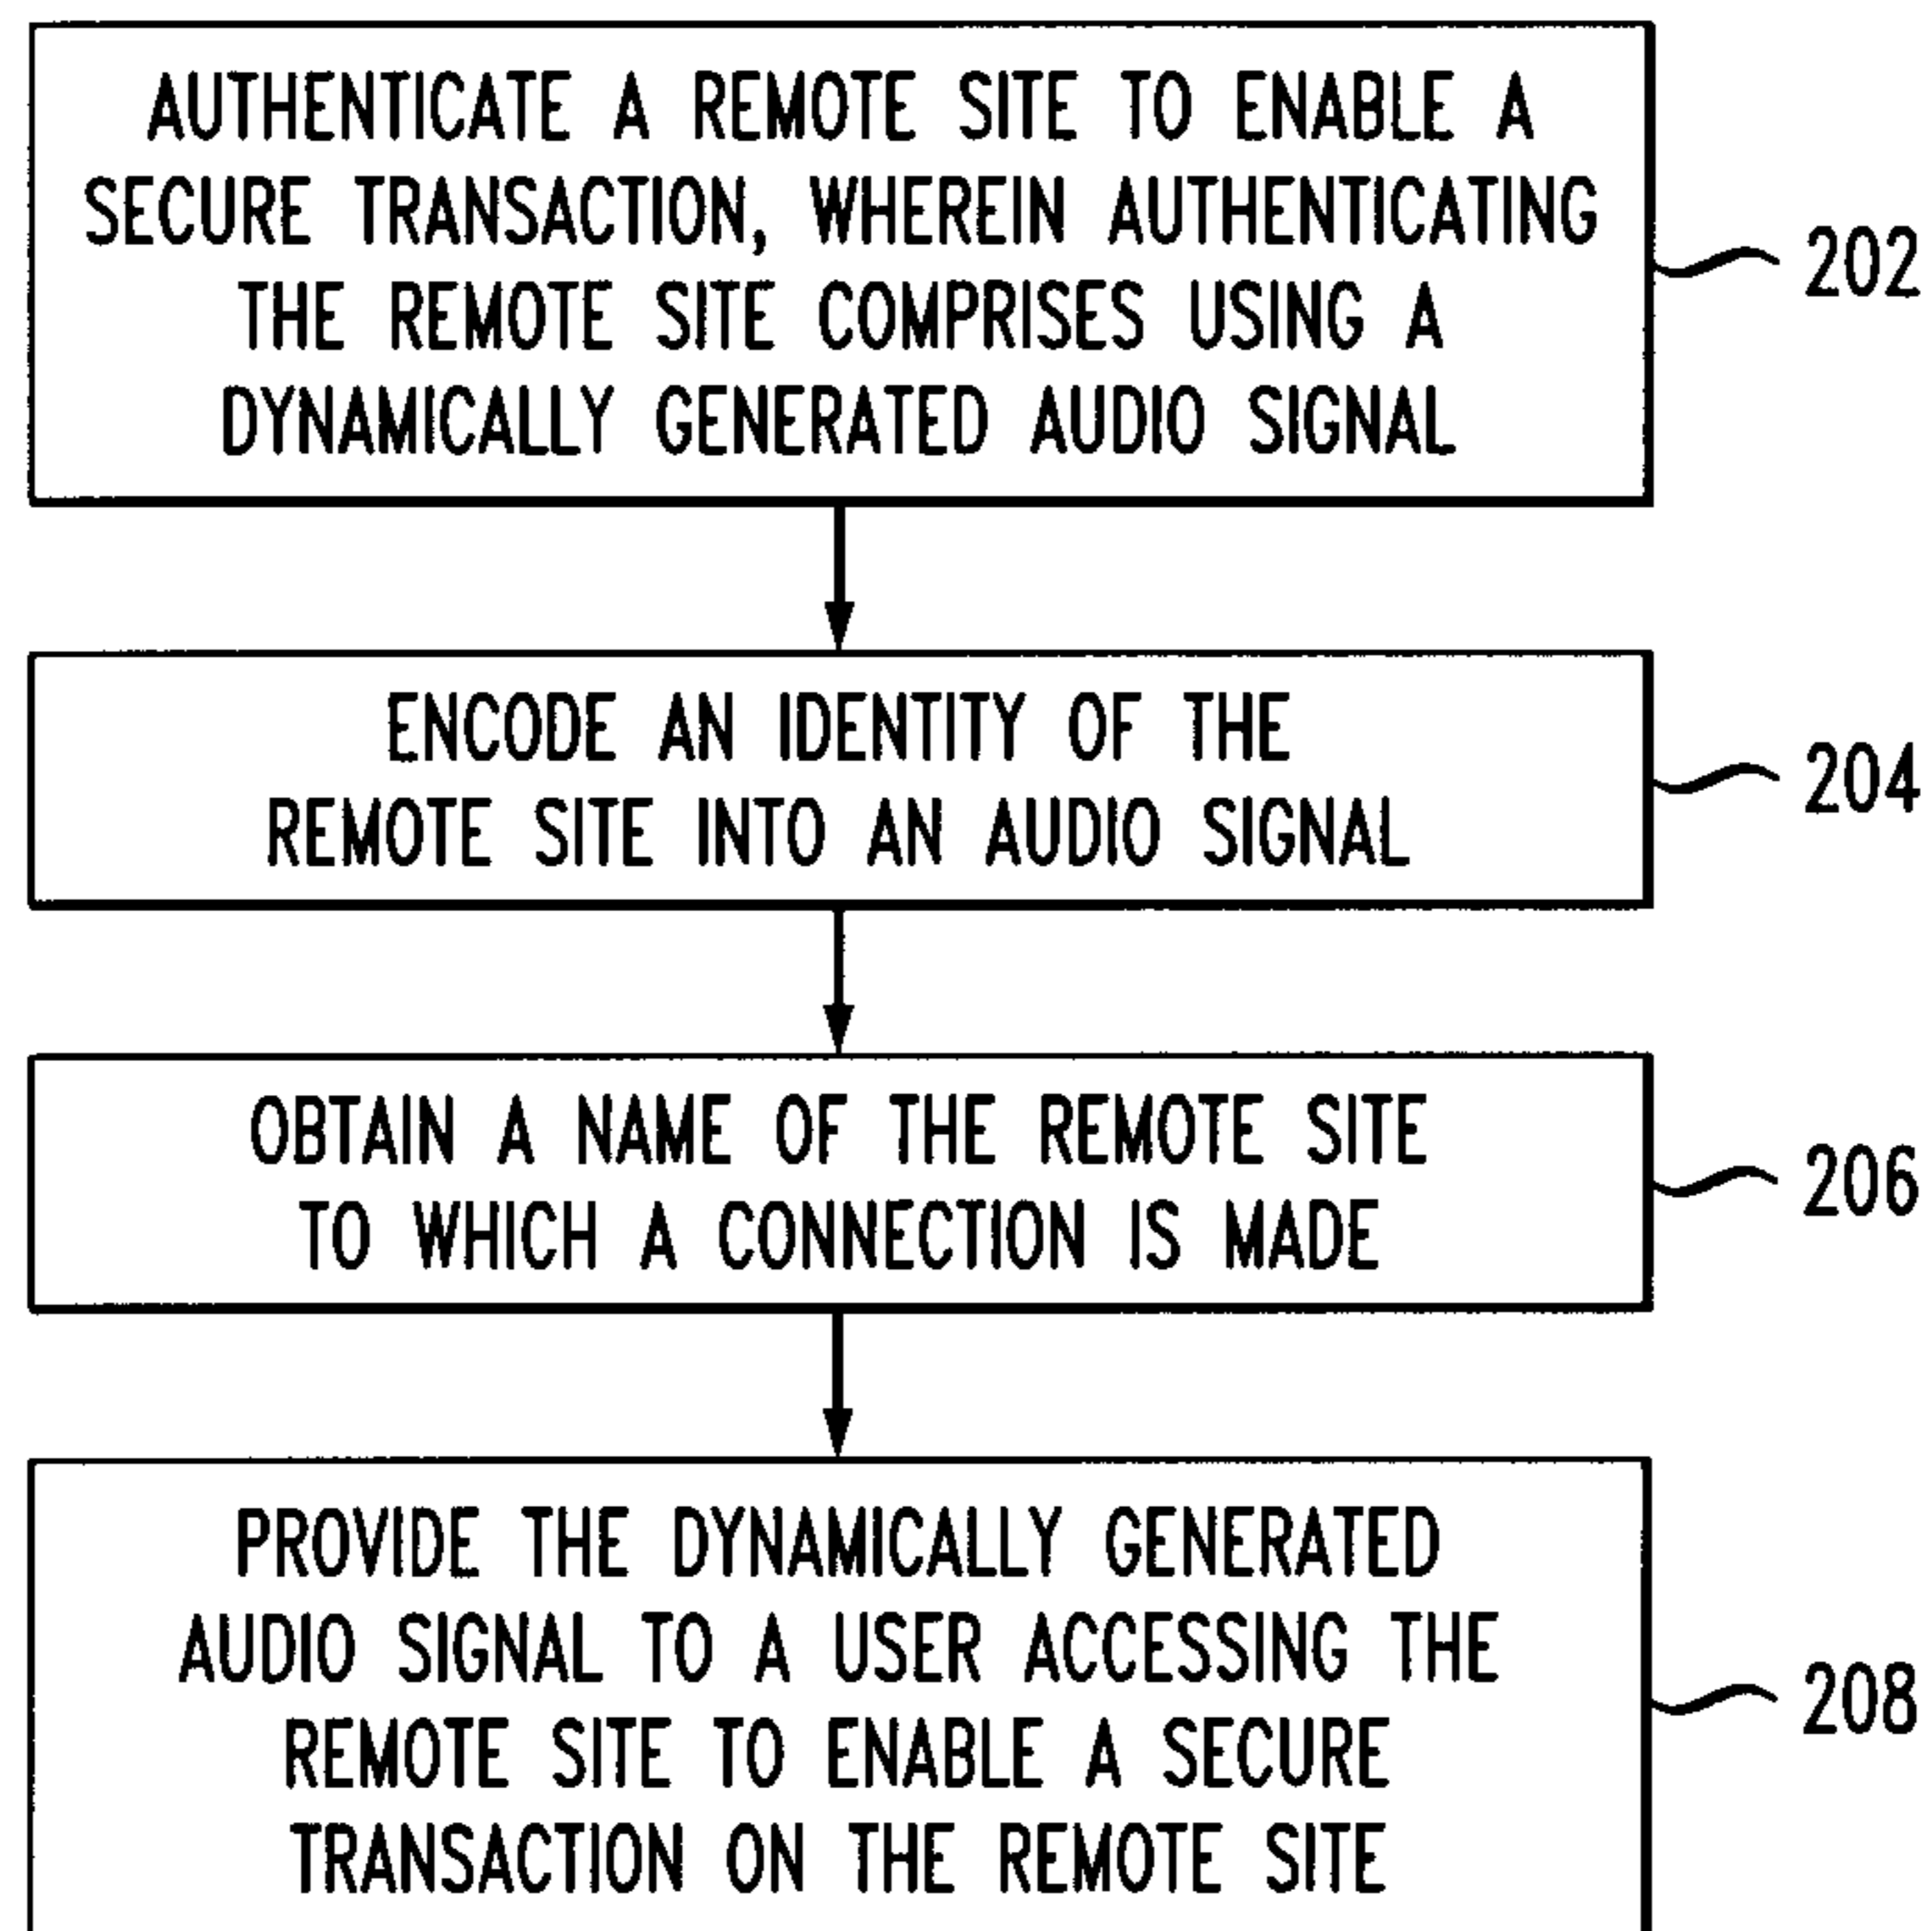 AUTHENTICATE A REMOTE SITE TO ENABLE A
SECURE TRANSACTION, WHEREIN AUTHENTICATING
THE REMOTE SITE COMPRISES USING A
DYNAMICALLY GENERATED AUDIO SIGNAL
202
ENCODE AN IDENTITY OF THE
REMOTE SITE INTO AN AUDIO SIGNAL
204
OBTAIN A NAME OF THE REMOTE SITE
TO WHICH A CONNECTION IS MADE
206
PROVIDE THE DYNAMICALLY GENERATED
AUDIO SIGNAL TO A USER ACCESSING THE
REMOTE SITE TO ENABLE A SECURE
TRANSACTION ON THE REMOTE SITE
208